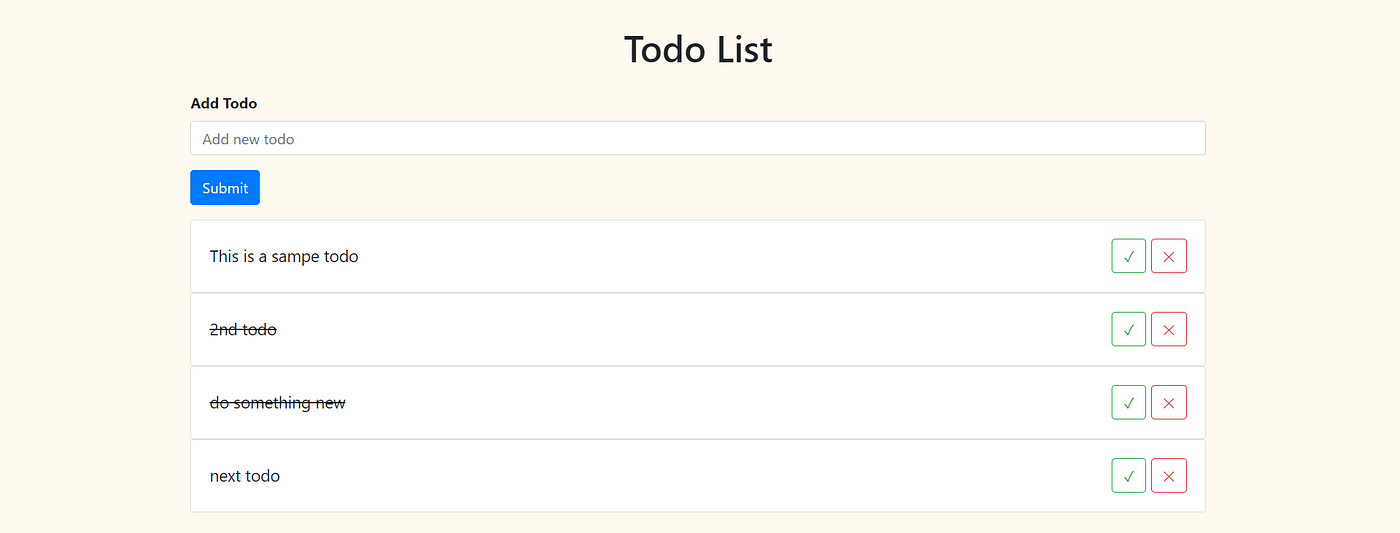 Todo List
Add Todo
Add new todo
Submit
This is a sampe todo
✓ ✕
2nd todo
✓ ✕
do something new
✓ ✕
next todo
✓ ✕